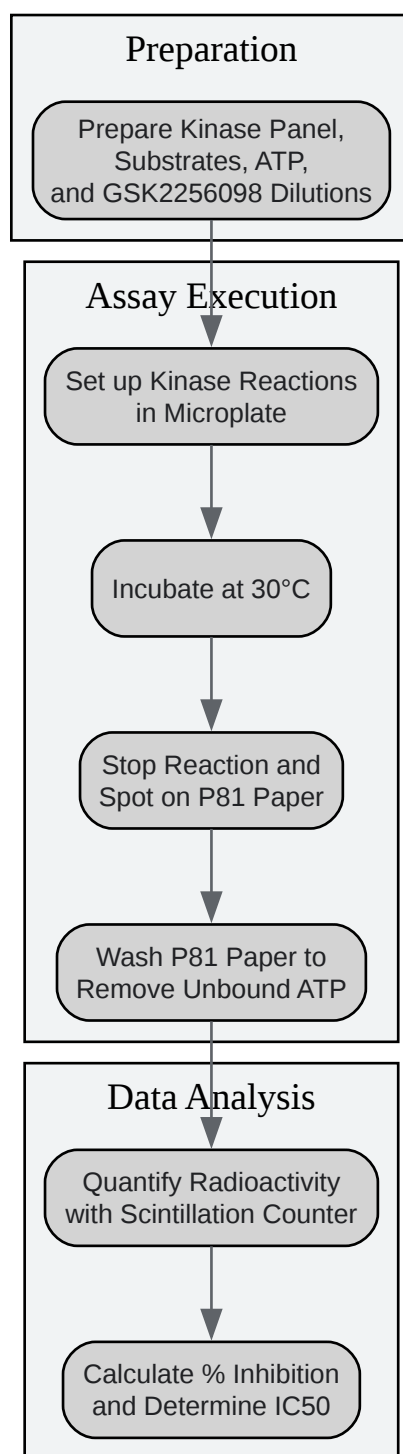 Preparation
Prepare Kinase Panel,
Substrates, ATP,
and GSK2256098 Dilutions
Assay Execution
Set up Kinase Reactions
in Microplate
Incubate at 30°C
Stop Reaction and
Spot on P81 Paper
Wash P81 Paper to
Remove Unbound ATP
Data Analysis
Quantify Radioactivity
with Scintillation Counter
Calculate % Inhibition
and Determine IC50